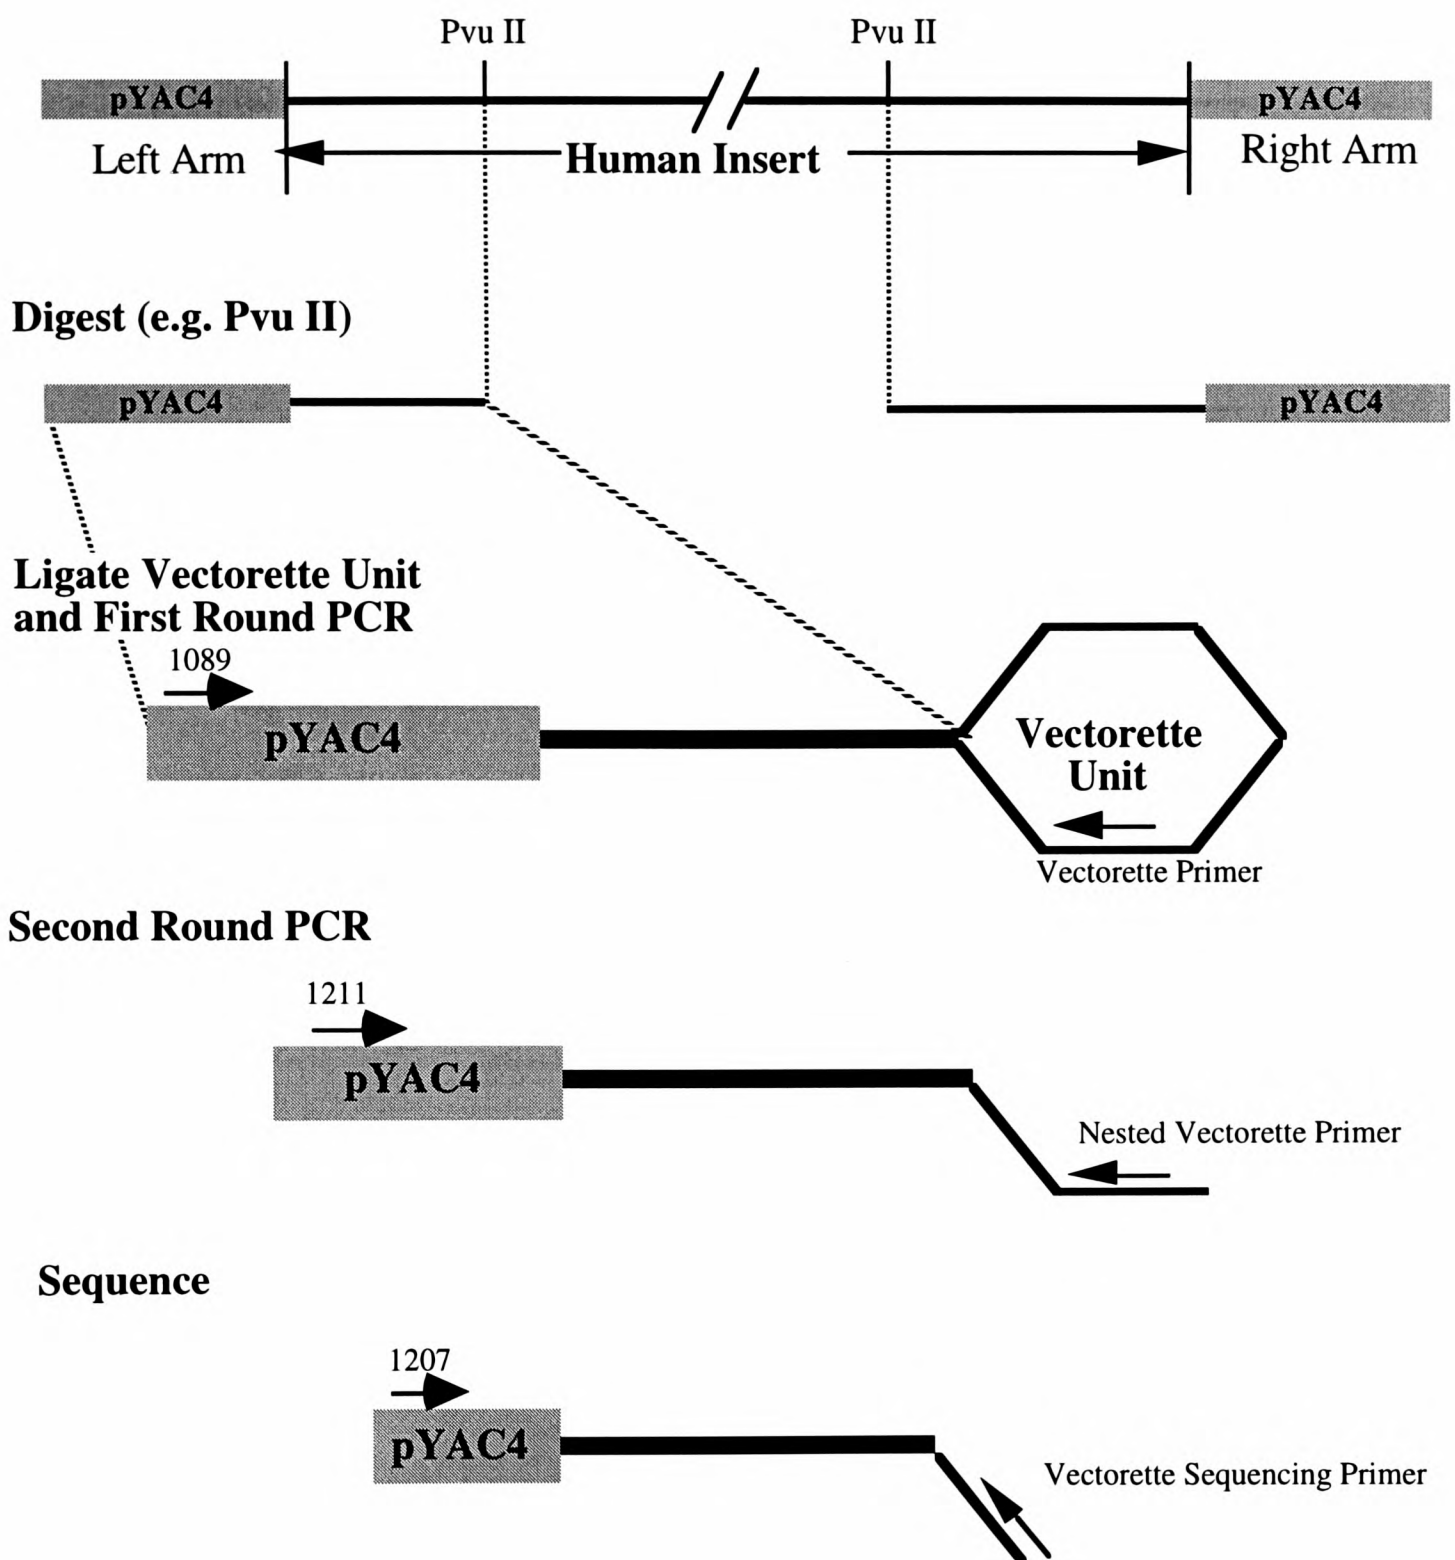 Pvu II
Pvu II
pYAC4
pYAC4
Left Arm
Human Insert
Right Arm
Digest (e.g. Pvu II)
pYAC4
pYAC4
Ligate Vectorette Unit
and First Round PCR
1089
pYAC4
Vectorette
Unit
Vectorette Primer
Second Round PCR
1211
pYAC4
Nested Vectorette Primer
Sequence
1207
pYAC4
Vectorette Sequencing Primer